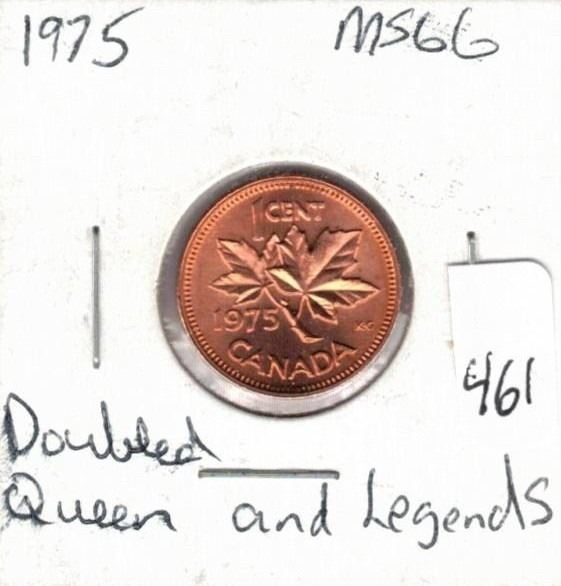 1975 MS66
1 CENT
1975 KG
CANADA
461
Doubled
Queen and Legends